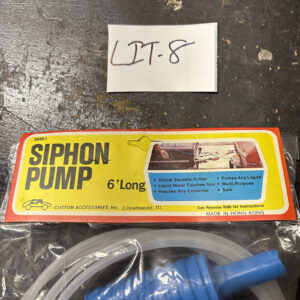 LIT-8
30601
SIPHON
PUMP
6' Long
• Simple Squeeze Action
• Liquid Never Touches You
• Reaches Any Container
• Pumps Any Liquid
• Multi-Purpose
• Safe
CUSTOM ACCESSORIES, Inc. Lincolnwood, Ill.
See Reverse Side for Instructions
MADE IN HONG KONG